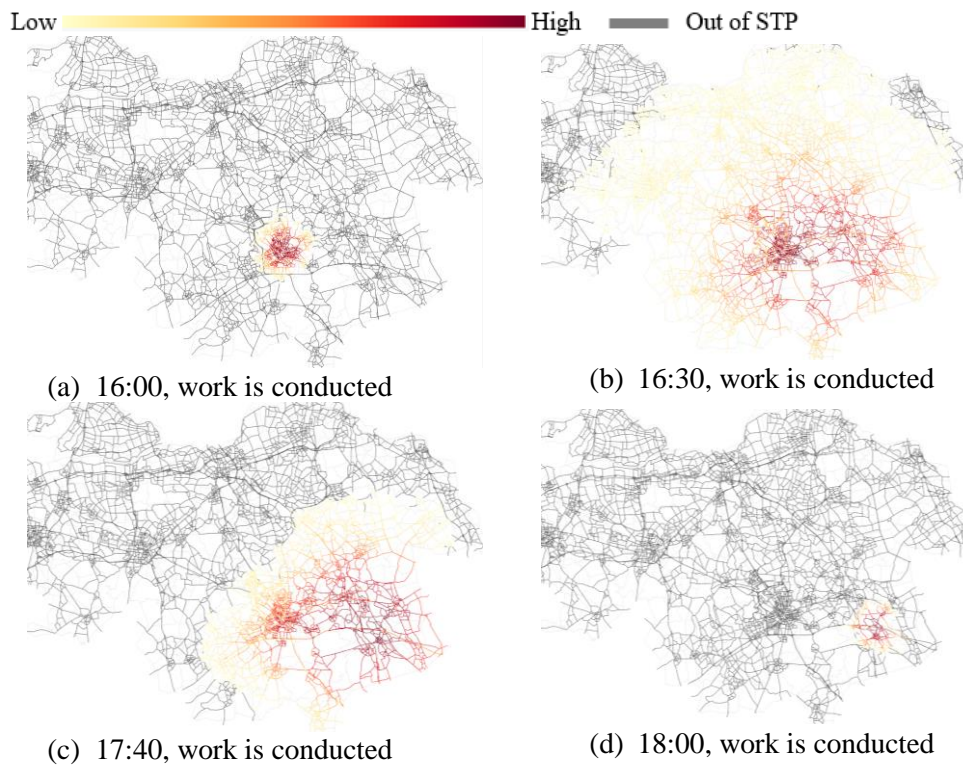 Low High Out of STP
(a) 16:00, work is conducted
(b) 16:30, work is conducted
(c) 17:40, work is conducted
(d) 18:00, work is conducted